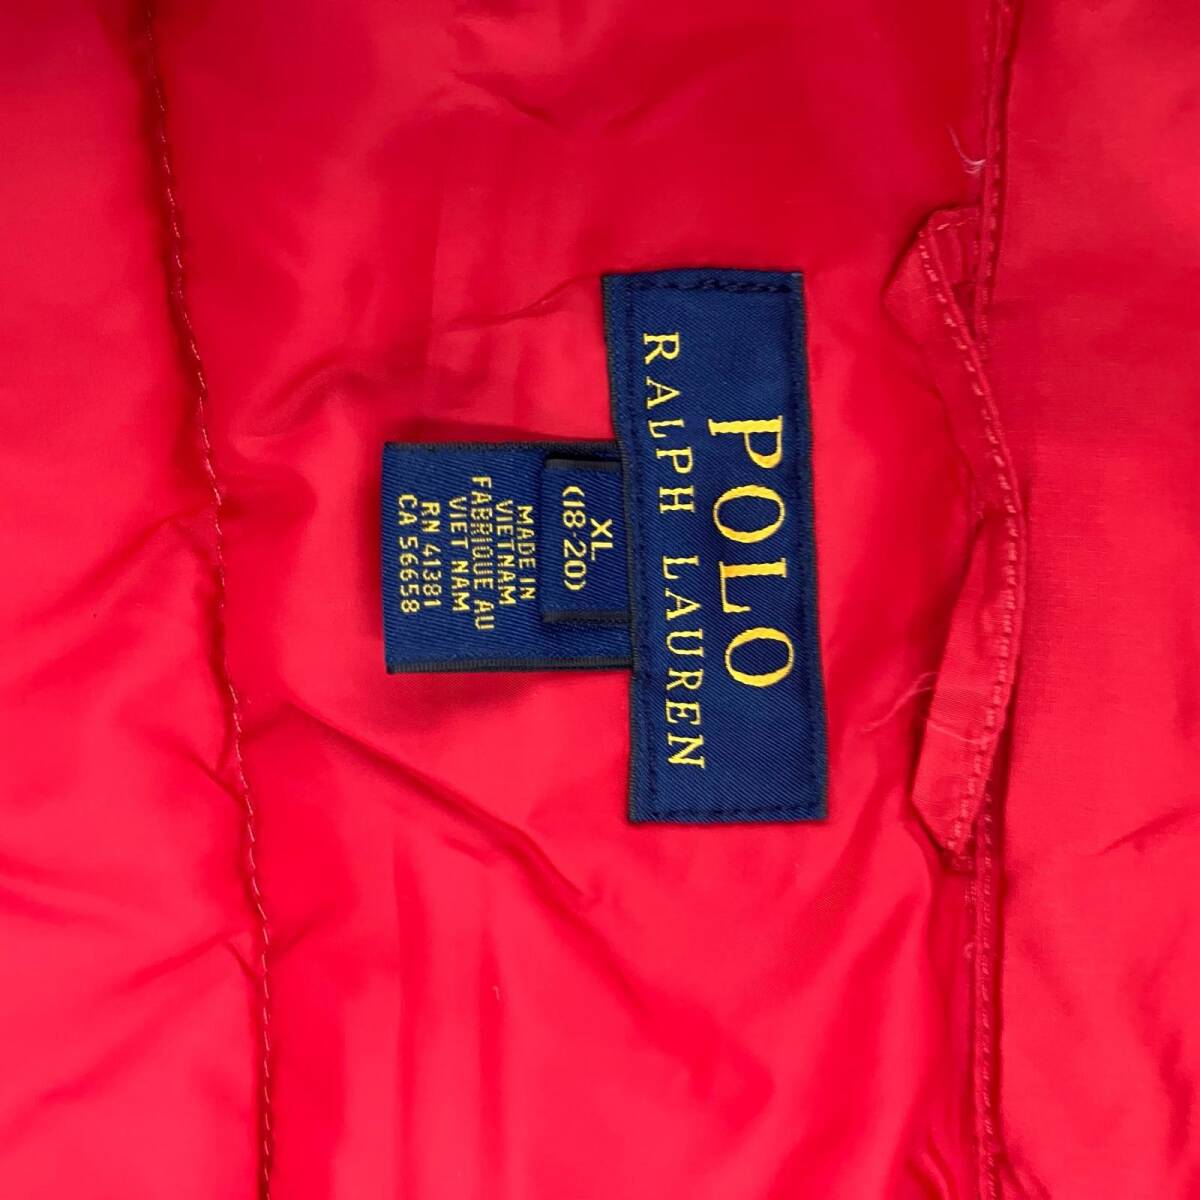 POLO
RALPH LAUREN
XL
(18-20)
MADE IN
VIETNAM
FABRIQUE AU
VIET NAM
RN 41381
CA 56658